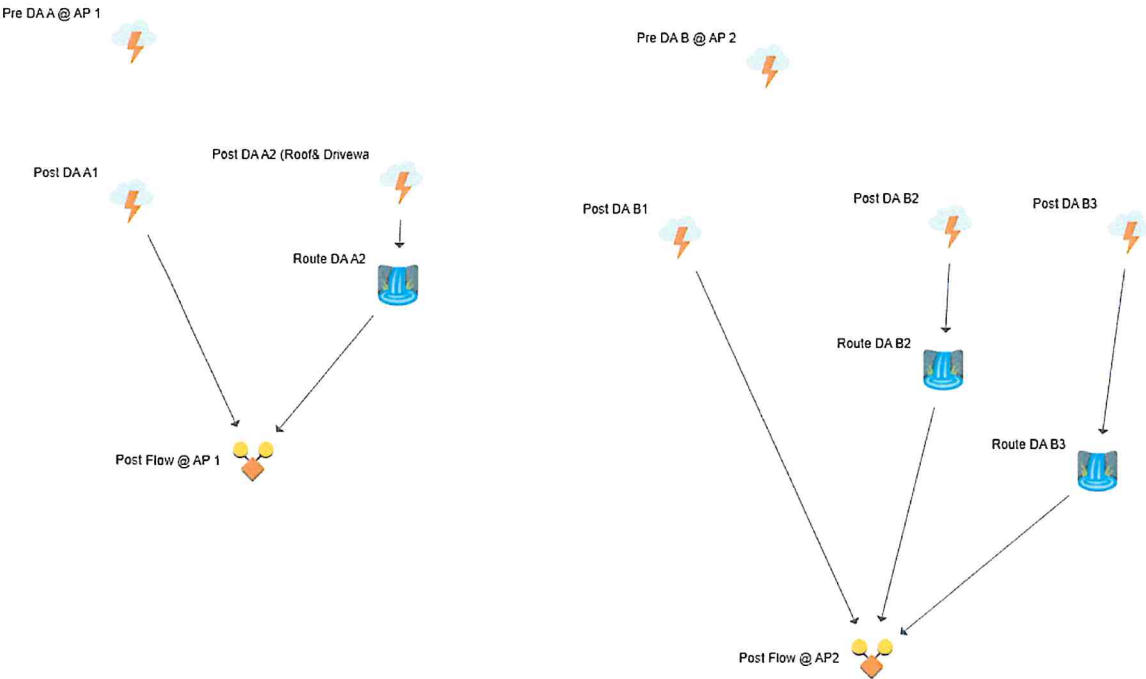 Pre DA A @ AP 1
Pre DA B @ AP 2
Post DA A1
Post DA A2 (Roof& Drivewa
Route DA A2
Post Flow @ AP 1
Post DA B1
Post DA B2
Post DA B3
Route DA B2
Route DA B3
Post Flow @ AP2